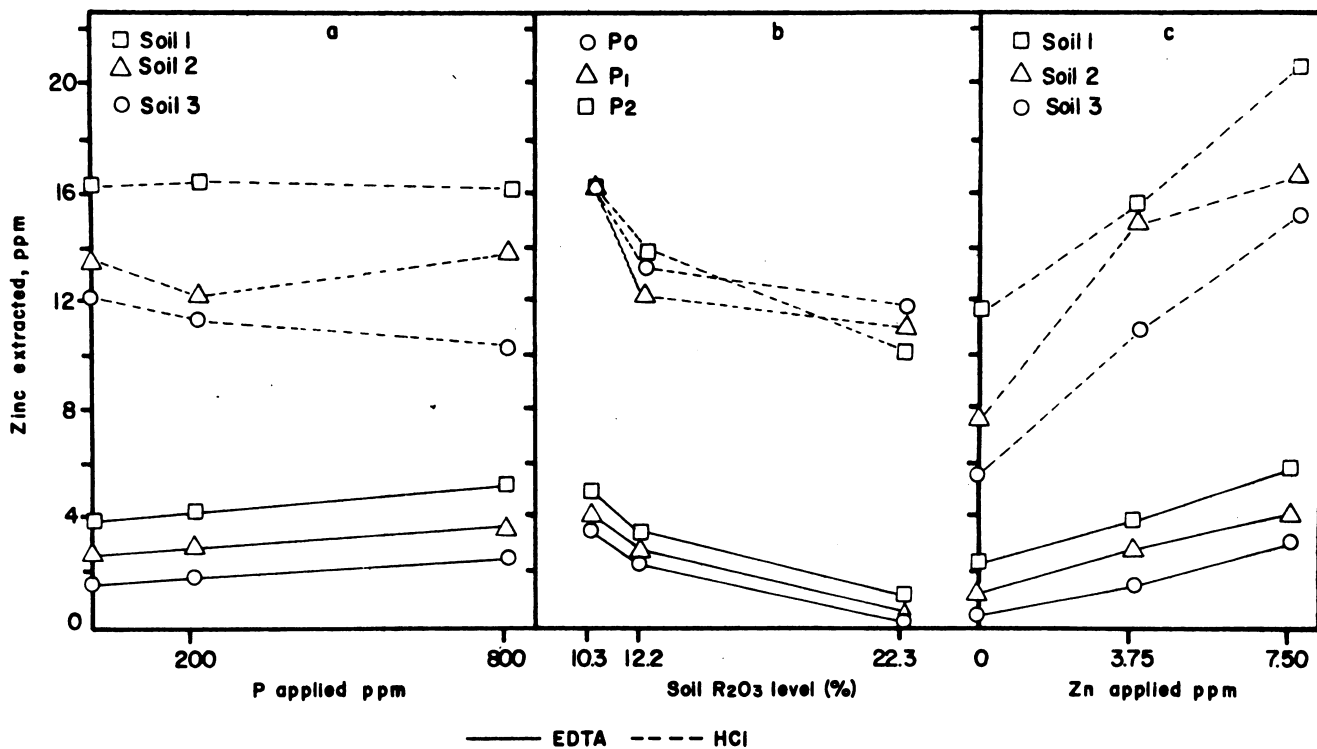 a
Soil 1
Soil 2
Soil 3
b
P0
P1
P2
c
Soil 1
Soil 2
Soil 3
Zinc extracted, ppm
20
16
12
8
4
0
200
800
10.3
12.2
22.3
0
3.75
7.50
P applied ppm
Soil R2O3 level (%)
Zn applied ppm
EDTA
HCl